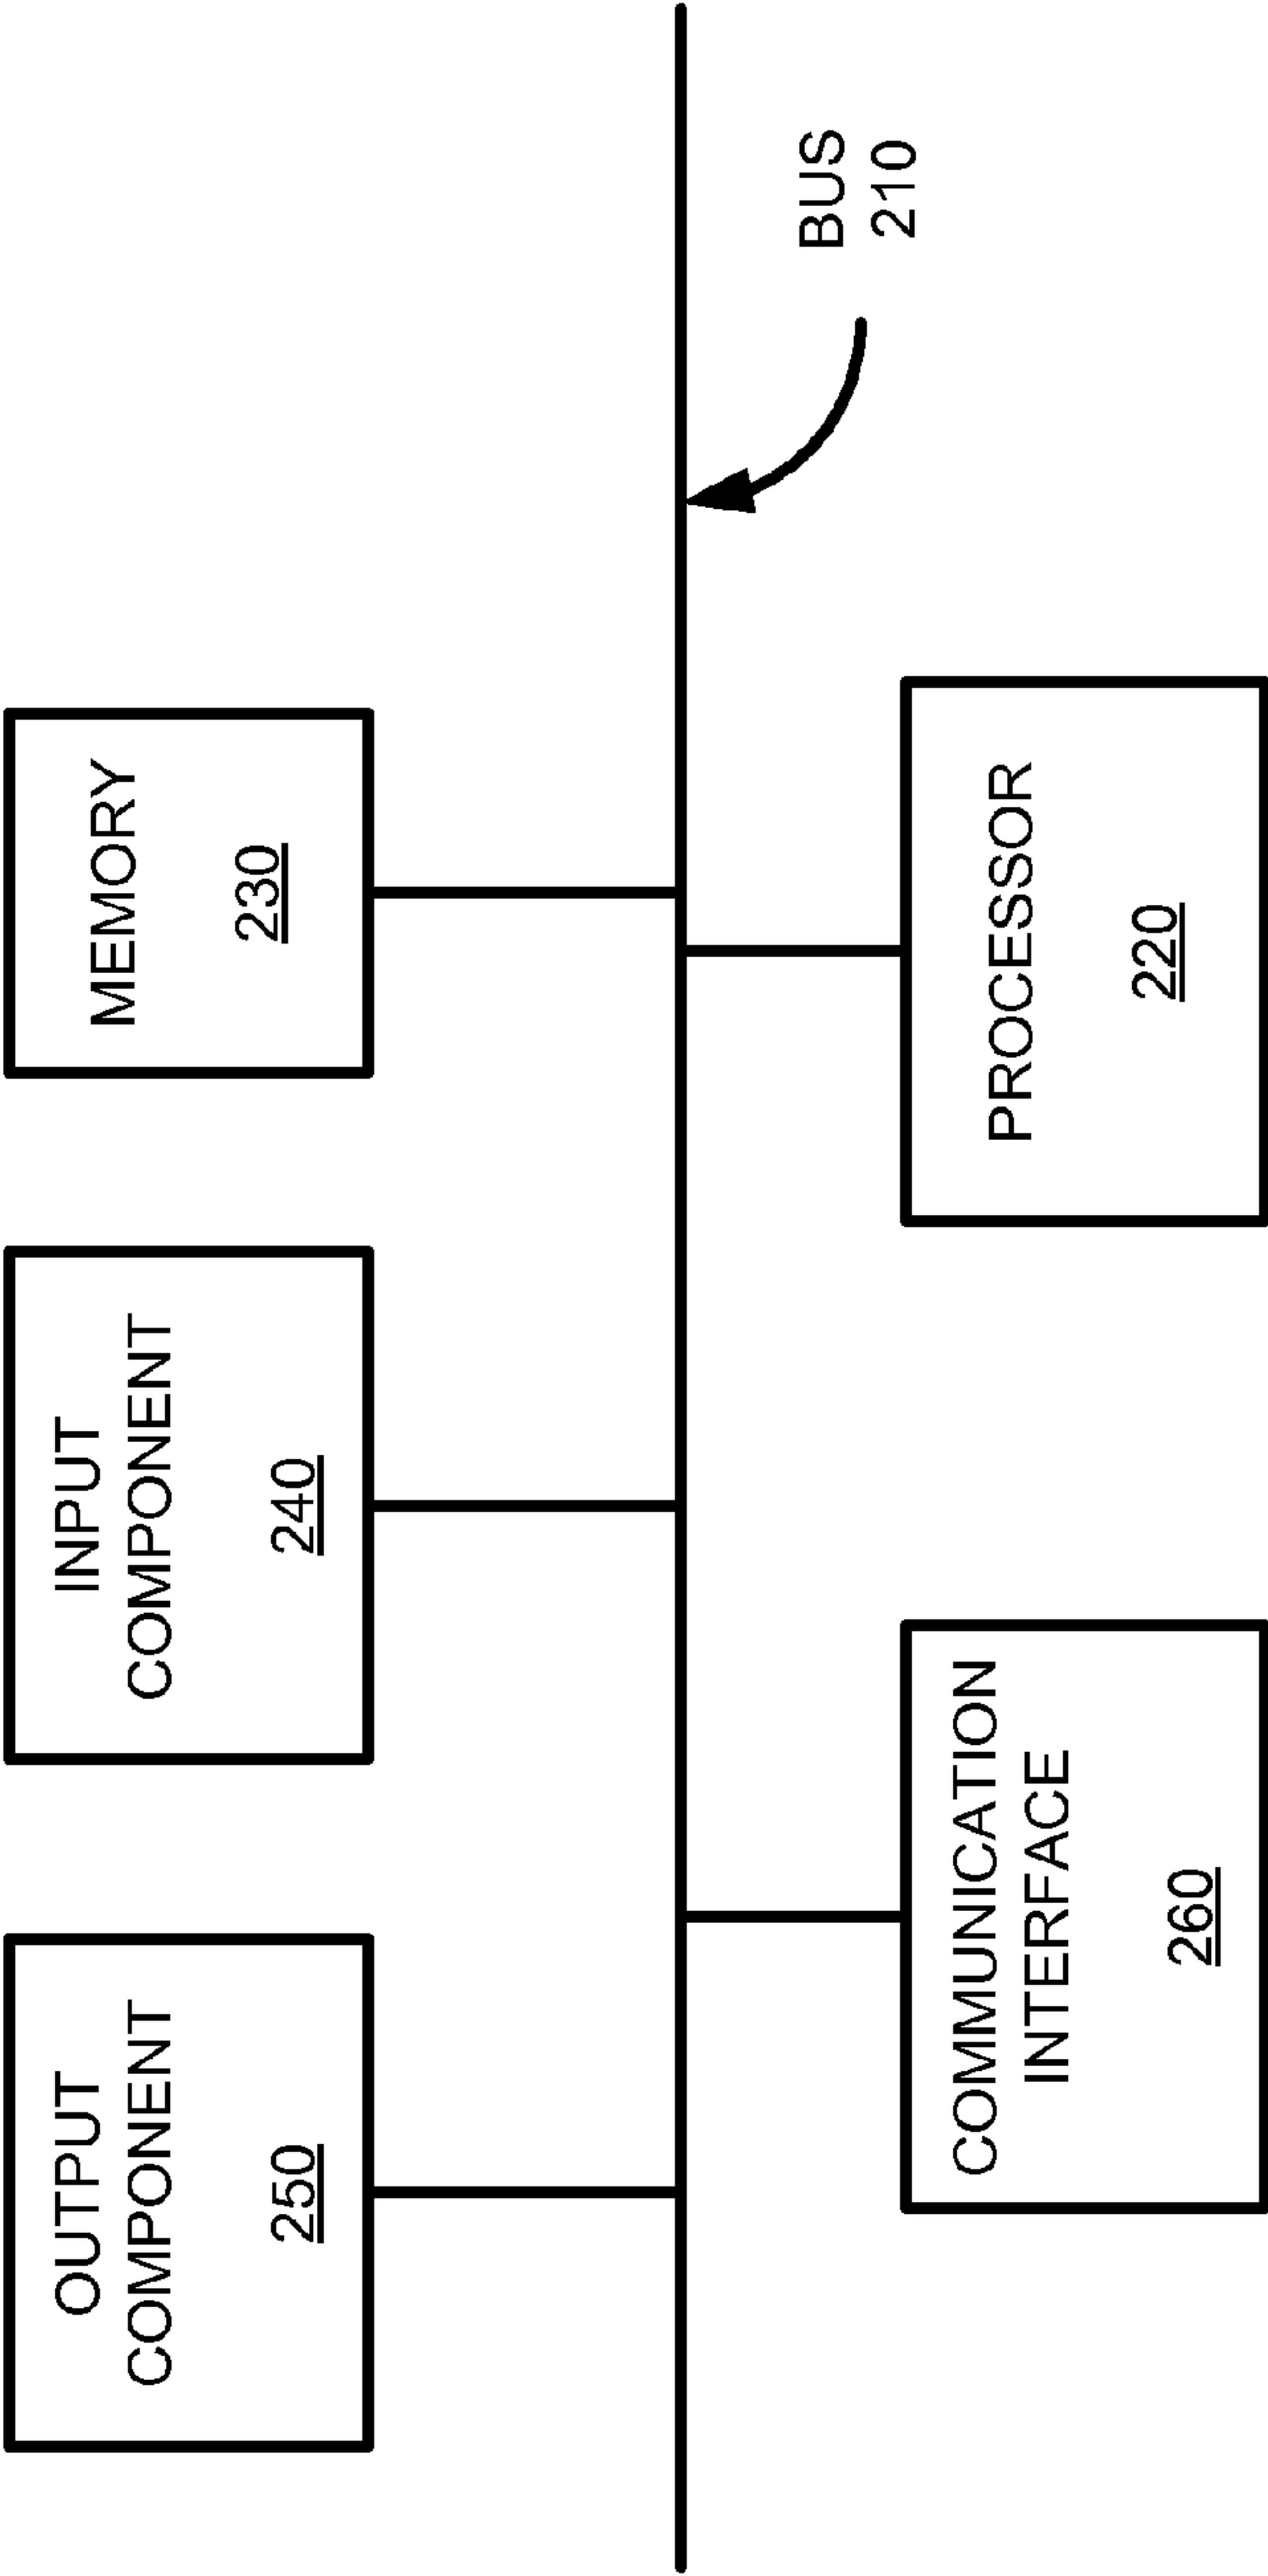 OUTPUT
COMPONENT
250
INPUT
COMPONENT
240
MEMORY
230
BUS
210
COMMUNICATION
INTERFACE
260
PROCESSOR
220